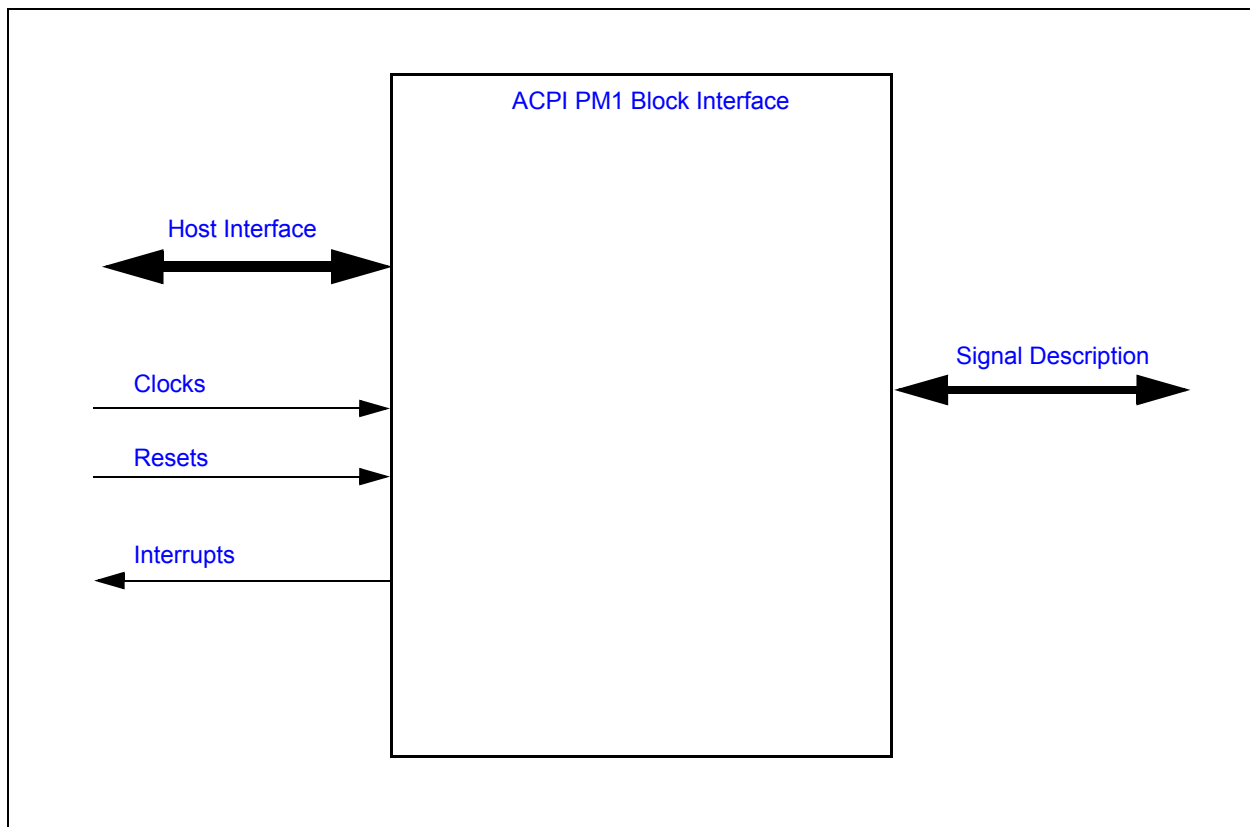 ACPI PM1 Block Interface
Host Interface
Signal Description
Clocks
Resets
Interrupts